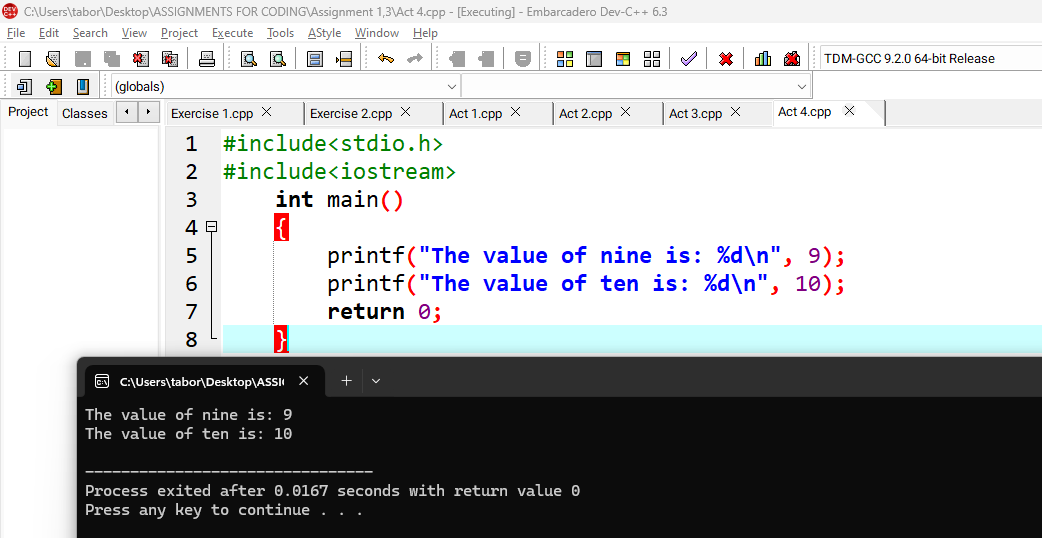 C:\Users\tabor\Desktop\ASSIGNMENTS FOR CODING\Assignment 1,3\Act 4.cpp - [Executing] - Embarcadero Dev-C++ 6.3
File Edit Search View Project Execute Tools AStyle Window Help
TDM-GCC 9.2.0 64-bit Release
(globals)
Project Classes Exercise 1.cpp Exercise 2.cpp Act 1.cpp Act 2.cpp Act 3.cpp Act 4.cpp
1 #include<stdio.h>
2 #include<iostream>
3 int main()
4 {
5 printf("The value of nine is: %d\n", 9);
6 printf("The value of ten is: %d\n", 10);
7 return 0;
8 }
C:\Users\tabor\Desktop\ASSI
The value of nine is: 9
The value of ten is: 10
--------------------------------
Process exited after 0.0167 seconds with return value 0
Press any key to continue . . .